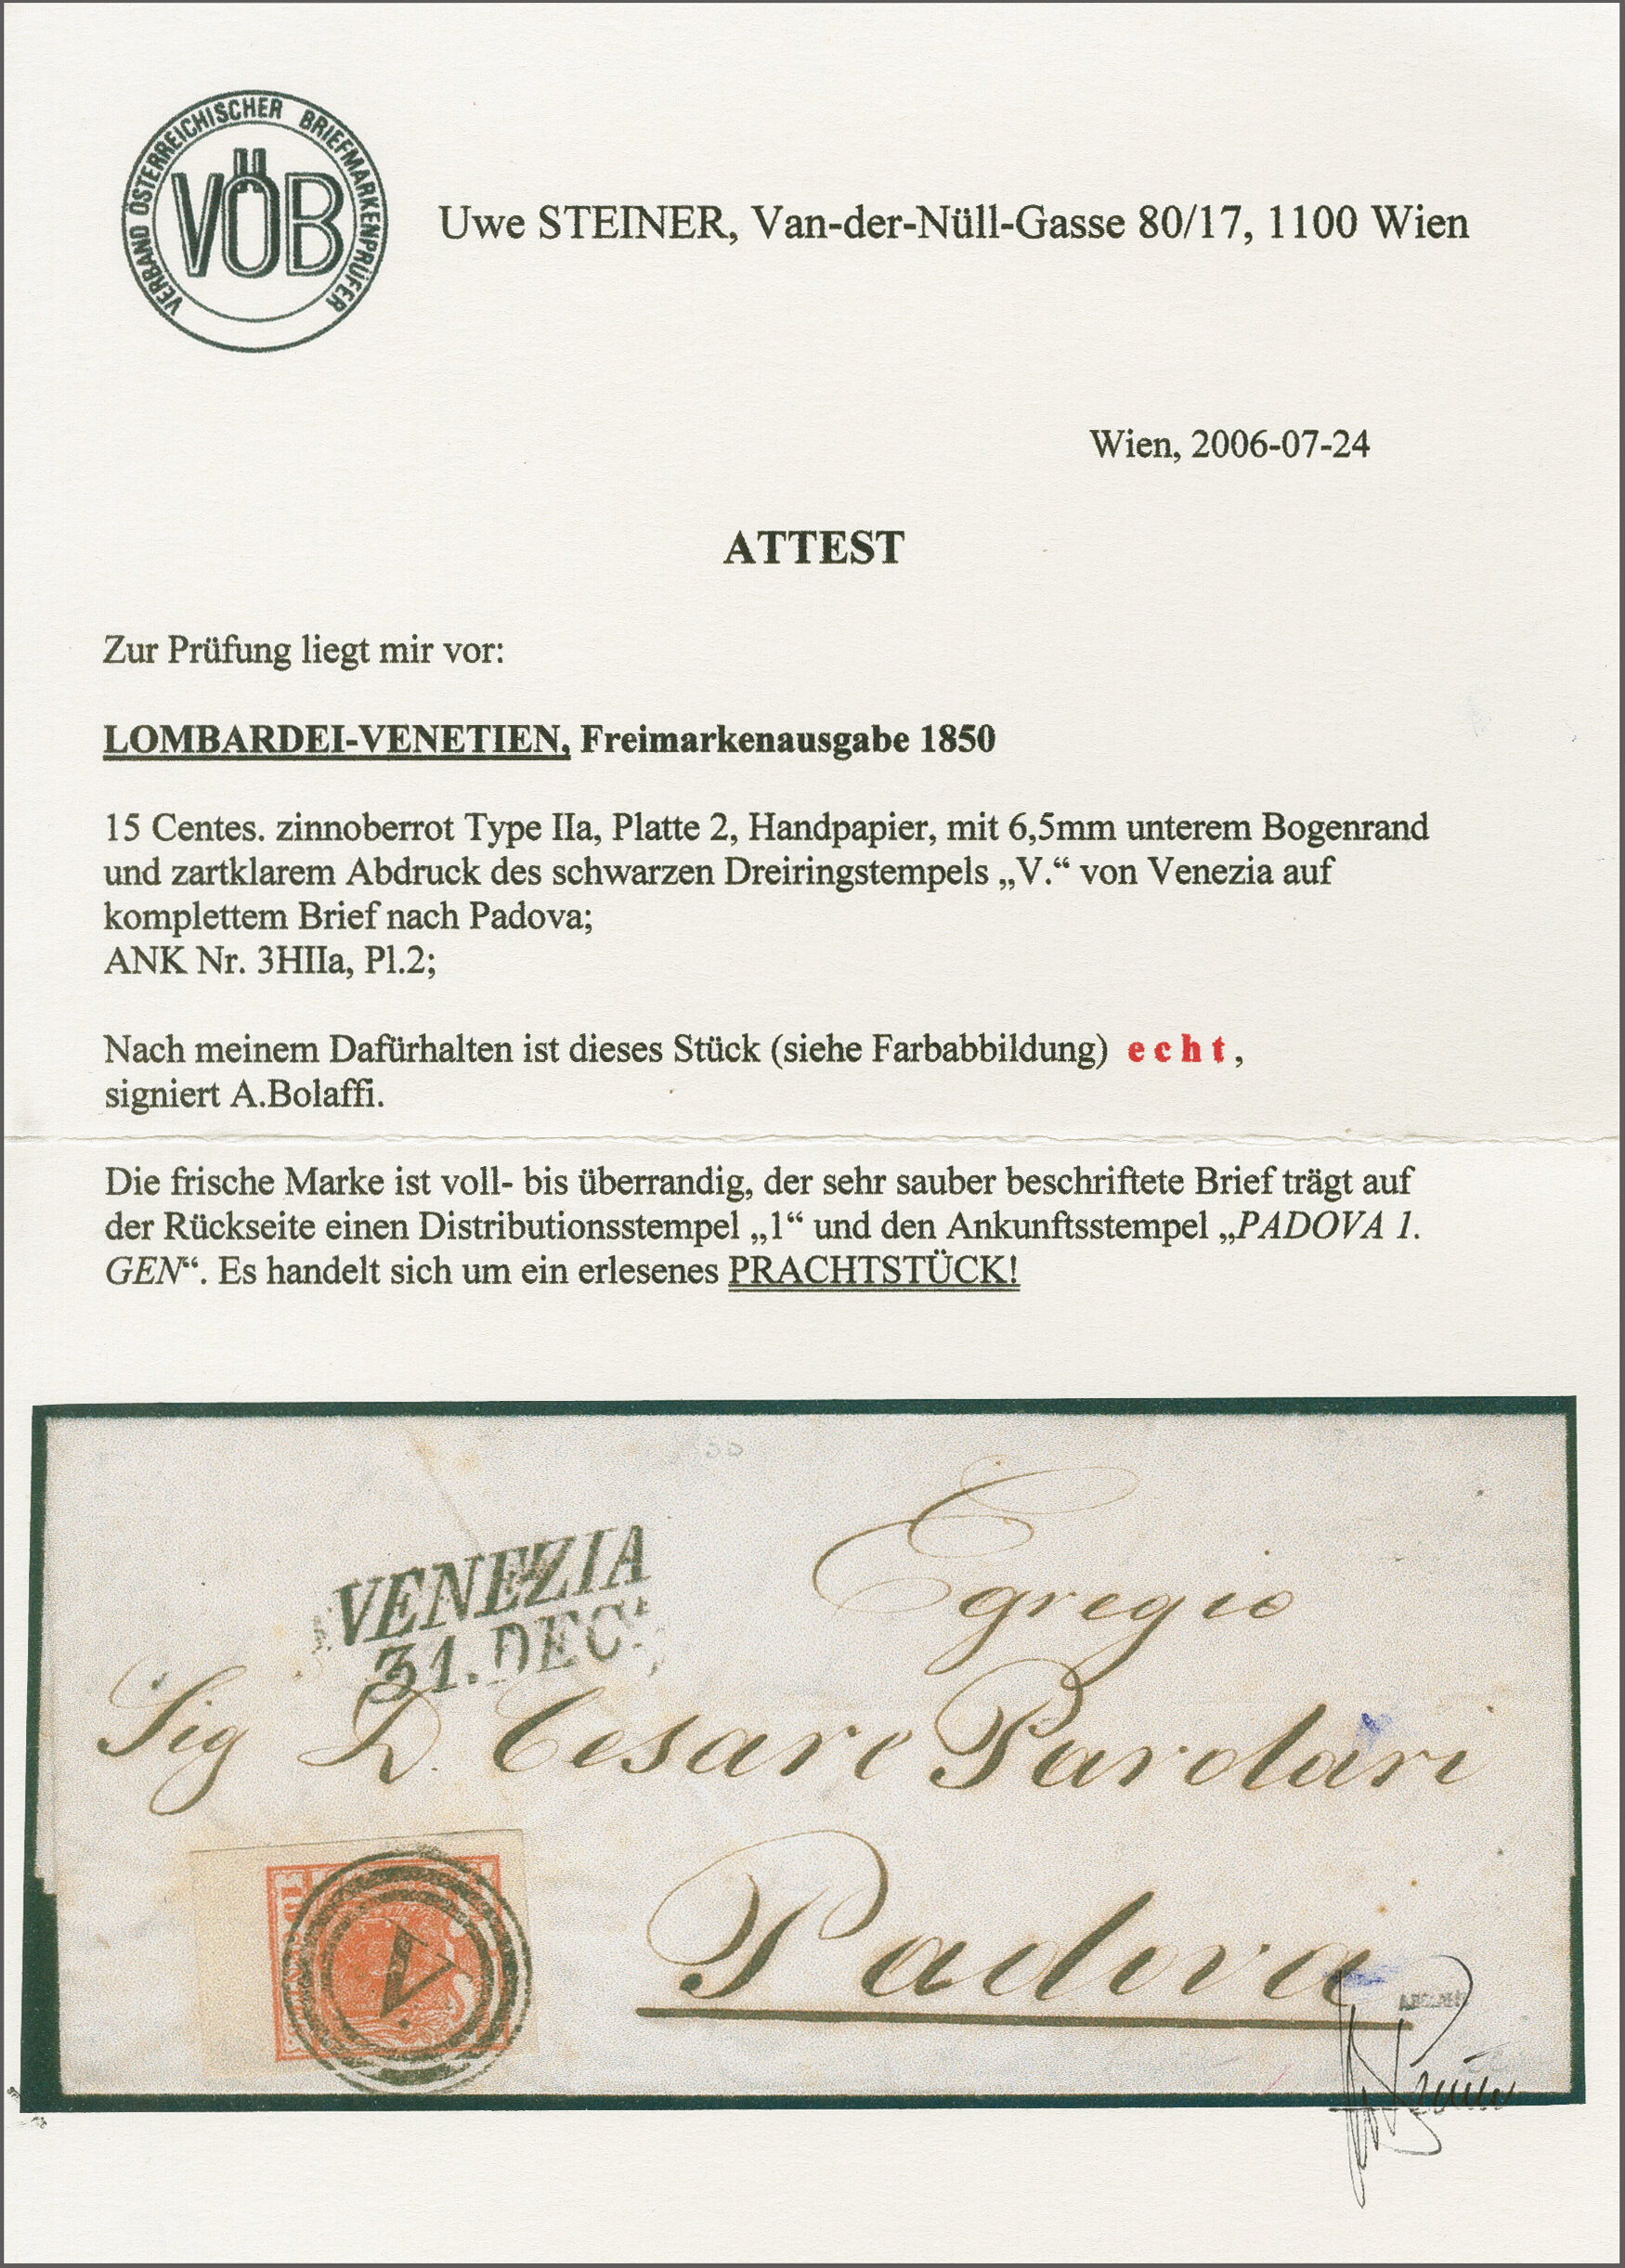 VERBAND ÖSTERREICHISCHER BRIEFMARKENPRÜFER
VÖB
Uwe STEINER, Van-der-Nüll-Gasse 80/17, 1100 Wien
Wien, 2006-07-24
ATTEST
Zur Prüfung liegt mir vor:
LOMBARDEI-VENETIEN, Freimarkenausgabe 1850
15 Centes. zinnoberrot Type IIa, Platte 2, Handpapier, mit 6,5mm unterem Bogenrand
und zartklarem Abdruck des schwarzen Dreiringstempels „V.“ von Venezia auf
komplettem Brief nach Padova;
ANK Nr. 3HIIa, Pl.2;
Nach meinem Dafürhalten ist dieses Stück (siehe Farbabbildung) echt,
signiert A.Bolaffi.
Die frische Marke ist voll- bis überrandig, der sehr sauber beschriftete Brief trägt auf
der Rückseite einen Distributionsstempel „1“ und den Ankunftsstempel „PADOVA 1.
GEN“. Es handelt sich um ein erlesenes PRACHTSTÜCK!
VENEZIA
31. DEC.
Egregio
Sig D. Cesare Parolari
V.
Padova